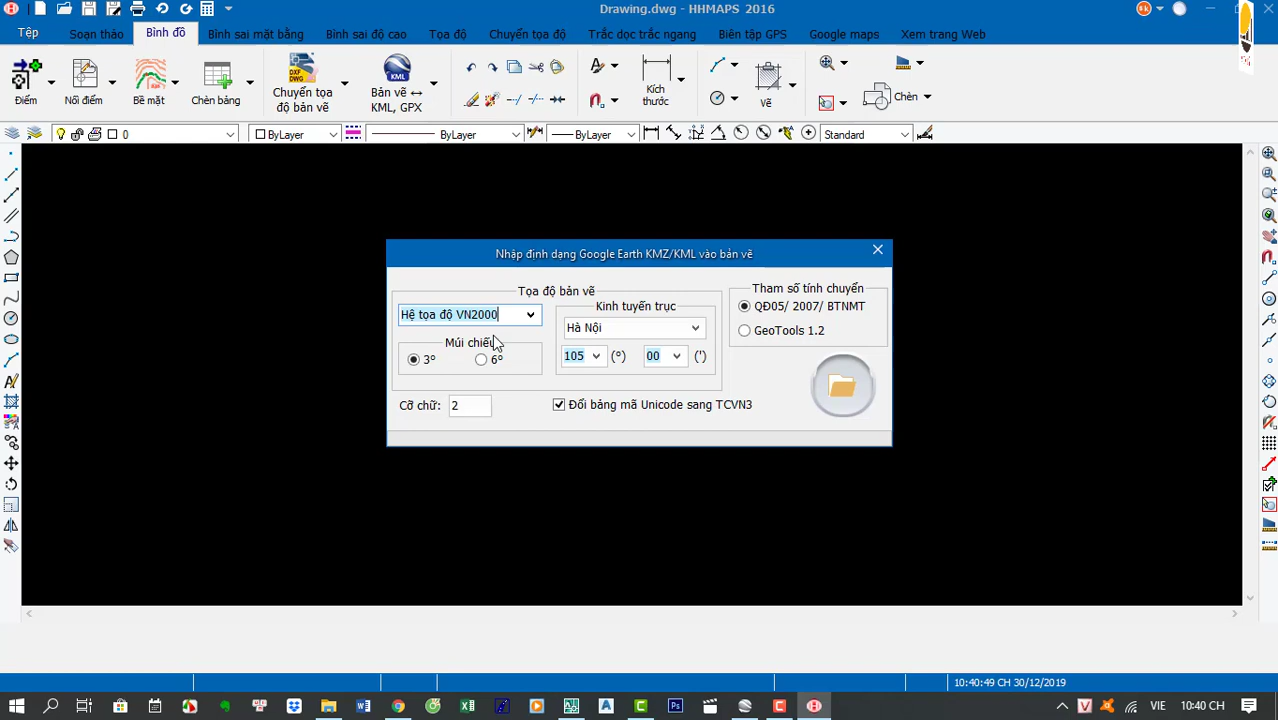 Drawing.dwg - HHMAPS 2016
Tệp
Soạn thảo
Bình đồ
Bình sai mặt bằng
Bình sai độ cao
Tọa độ
Chuyển tọa độ
Trắc dọc trắc ngang
Biên tập GPS
Google maps
Xem trang Web
Điểm
Nối điểm
Bề mặt
Chèn bảng
DXF
DWG
Chuyển tọa
độ bản vẽ
KML
Bản vẽ ↔
KML, GPX
Kích
thước
Vẽ
Chèn
0
ByLayer
ByLayer
ByLayer
Standard
Nhập định dạng Google Earth KMZ/KML vào bản vẽ
Tọa độ bản vẽ
Hệ tọa độ VN2000
Múi chiếu
3º
6º
Kinh tuyến trục
Hà Nội
105
(º)
00
(')
Tham số tính chuyển
QĐ05/ 2007/ BTNMT
GeoTools 1.2
Cỡ chữ:
2
Đổi bảng mã Unicode sang TCVN3
10:40:49 CH 30/12/2019
VIE
10:40 CH